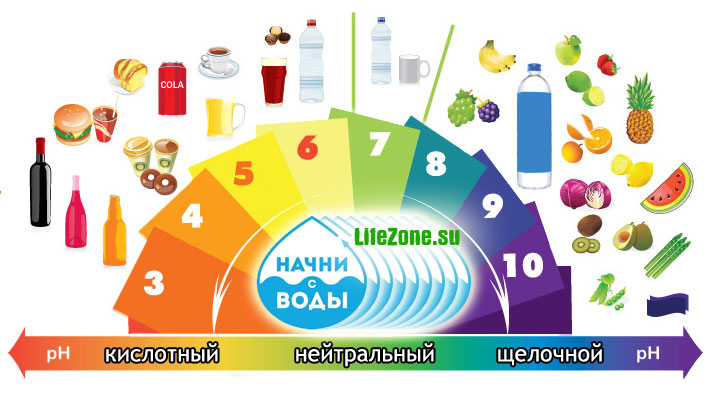 COLA
3
4
5
6
7
8
9
10
LifeZone.su
НАЧНИ
С
ВОДЫ
pH
кислотный
нейтральный
щелочной
pH